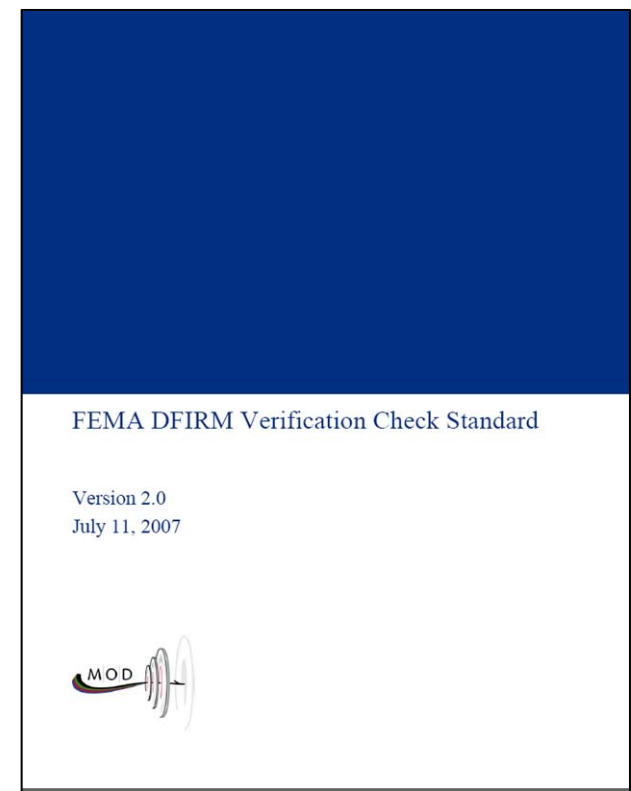 FEMA DFIRM Verification Check Standard
Version 2.0
July 11, 2007
MOD